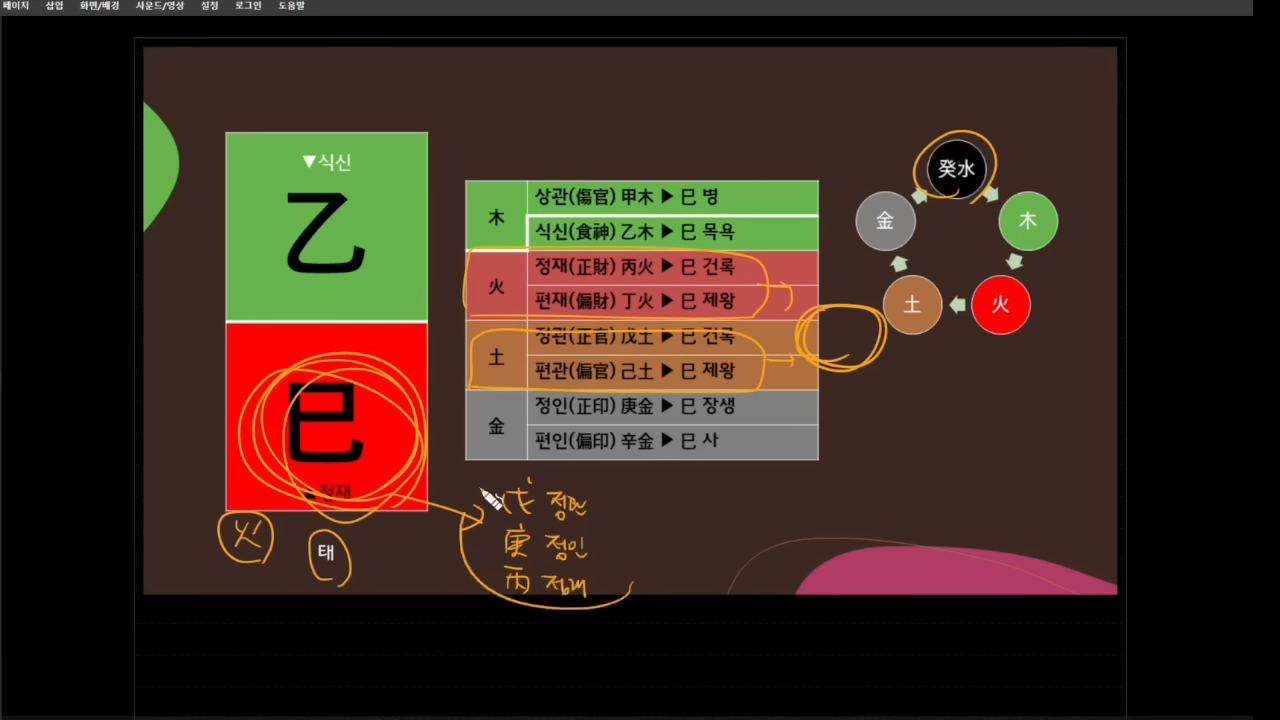 페이지 삽입 화면/배경 사운드/영상 설정 로그인 도움말
▼식신
乙
巳
정재
火
태
木
상관(傷官) 甲木 ▶ 巳 병
식신(食神) 乙木 ▶ 巳 목욕
火
정재(正財) 丙火 ▶ 巳 건록
편재(偏財) 丁火 ▶ 巳 제왕
土
정관(正官) 戊土 ▶ 巳 건록
편관(偏官) 己土 ▶ 巳 제왕
金
정인(正印) 庚金 ▶ 巳 장생
편인(偏印) 辛金 ▶ 巳 사
戊 정관
庚 정인
丙 정재
癸水
金
木
土
火